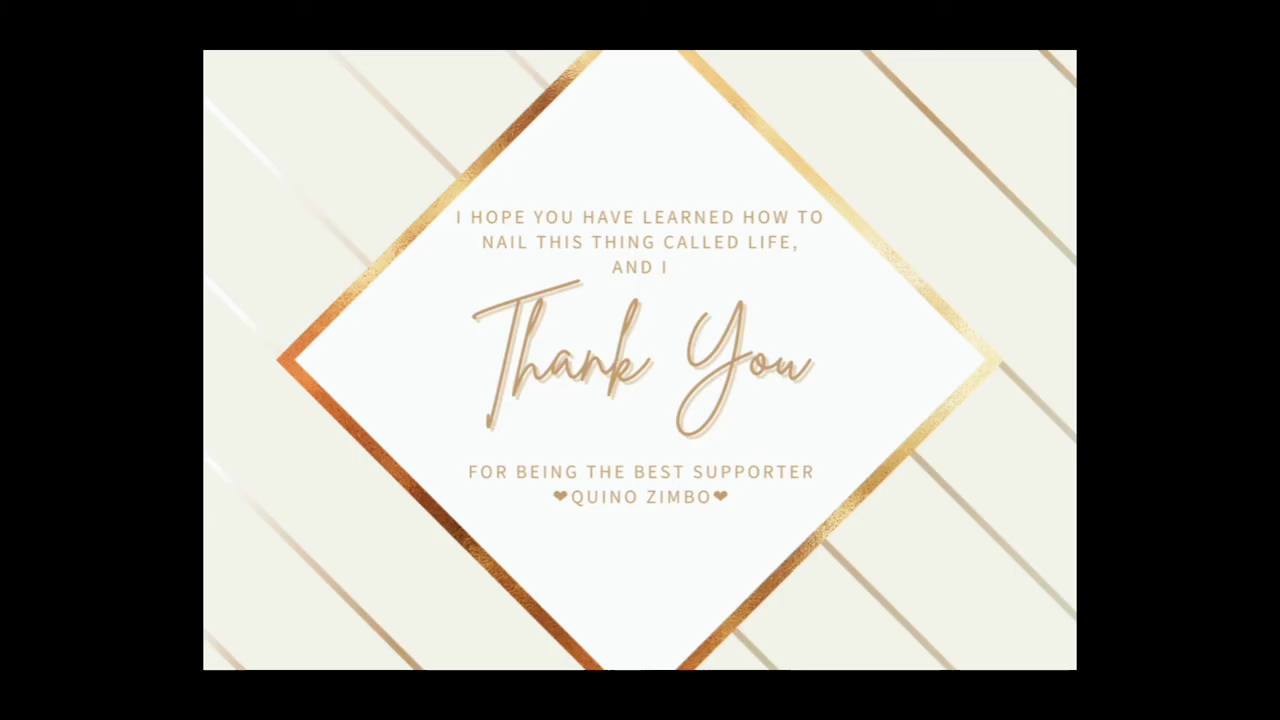 I HOPE YOU HAVE LEARNED HOW TO
NAIL THIS THING CALLED LIFE,
AND I
Thank You
FOR BEING THE BEST SUPPORTER
❤QUINO ZIMBO❤